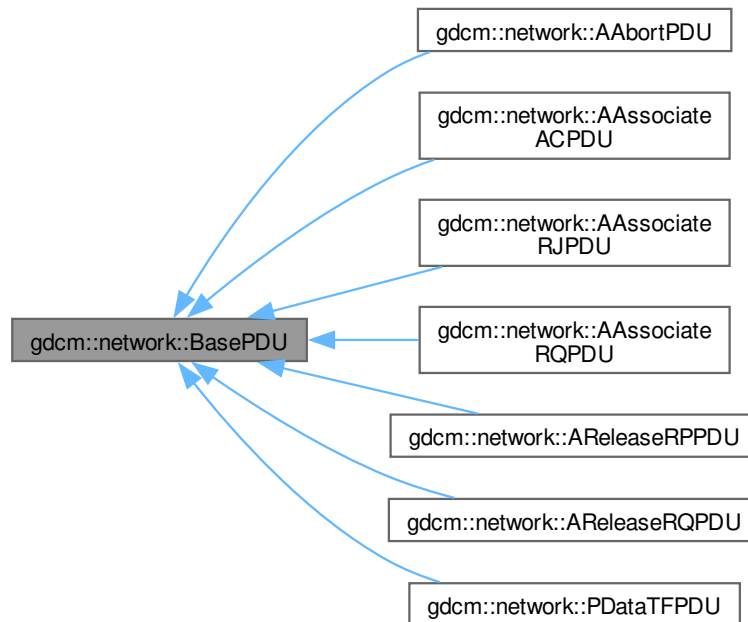 gdcm::network::AAbortPDU
gdcm::network::AAssociate
ACPDU
gdcm::network::AAssociate
RJPDU
gdcm::network::BasePDU
gdcm::network::AAssociate
RQPDU
gdcm::network::AReleaseRPPDU
gdcm::network::AReleaseRQPDU
gdcm::network::PDataTFPDU